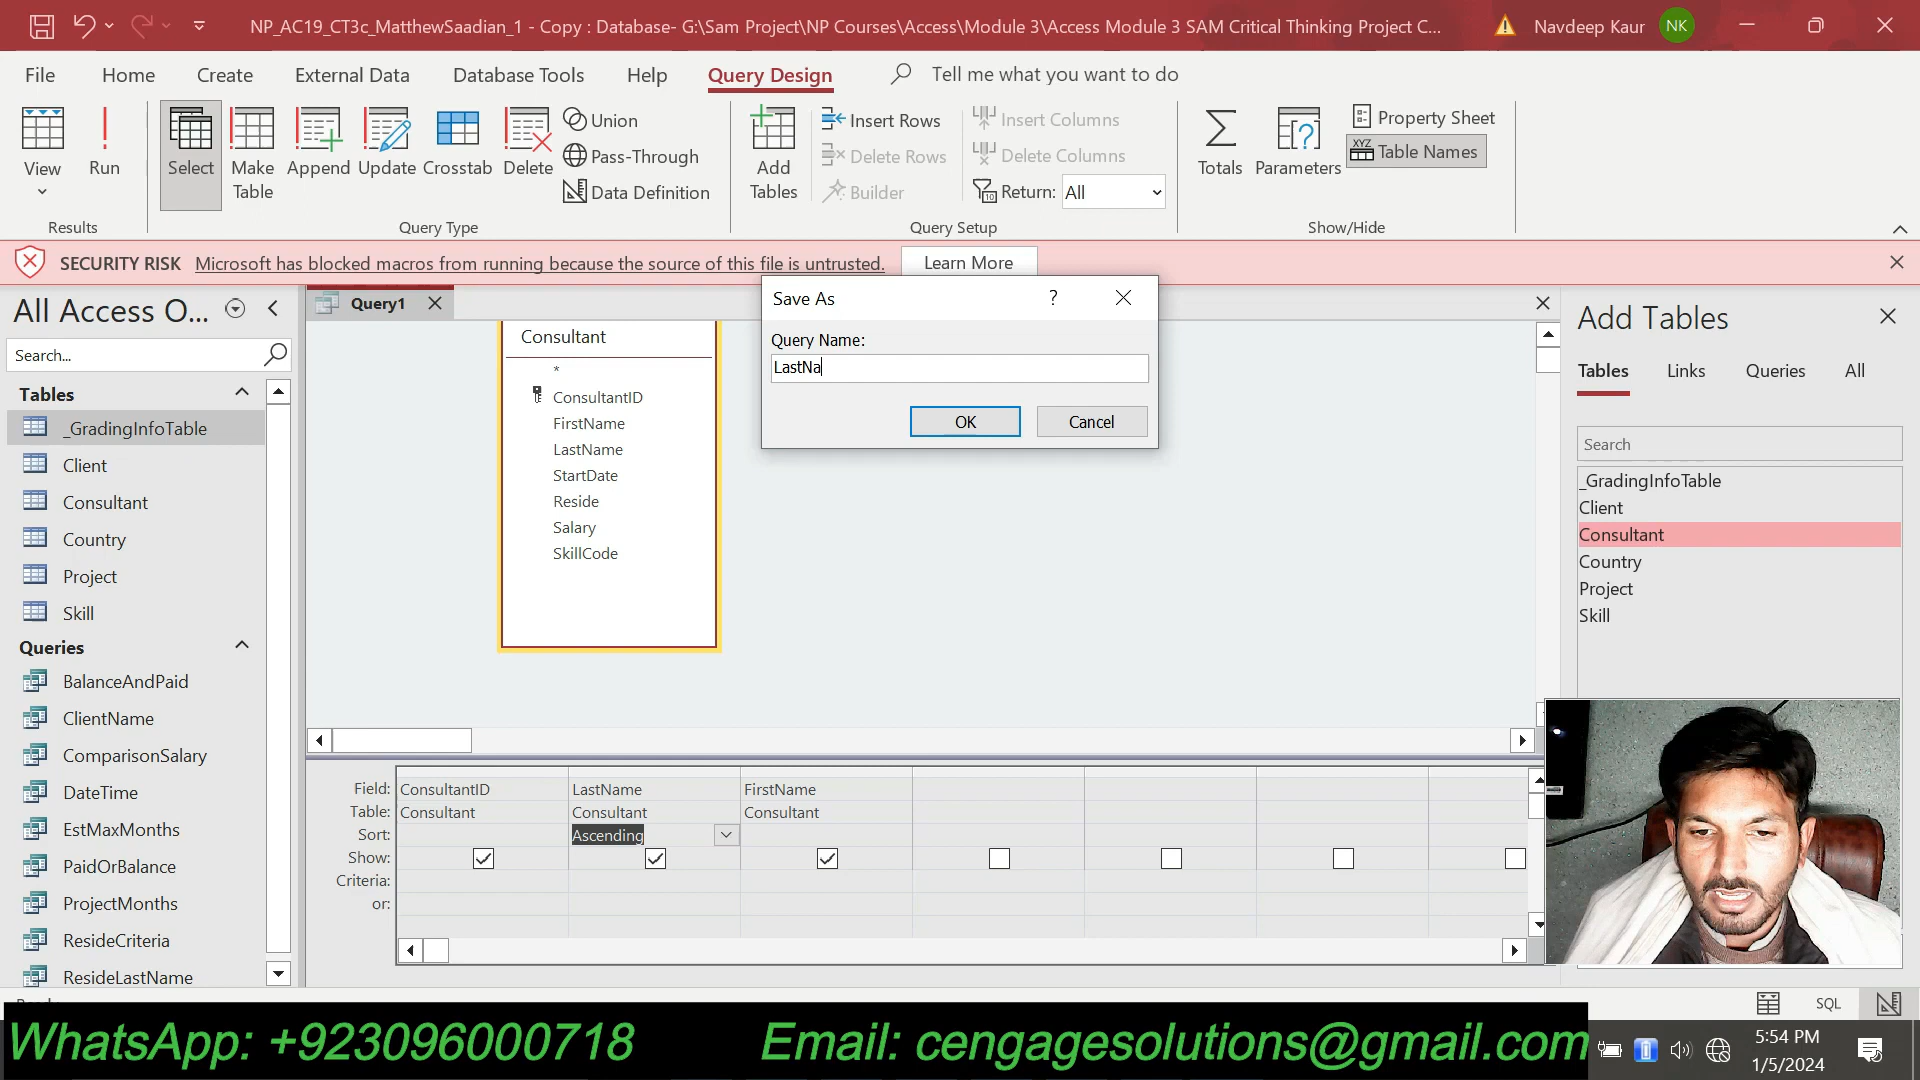 NP_AC19_CT3c_MatthewSaadian_1 - Copy : Database- G:\Sam Project\NP Courses\Access\Module 3\Access Module 3 SAM Critical Thinking Project C...
Navdeep Kaur
NK
File
Home
Create
External Data
Database Tools
Help
Query Design
Tell me what you want to do
View
Run
Select
Make Table
Append
Update
Crosstab
Delete
Union
Pass-Through
Data Definition
Add Tables
Insert Rows
Delete Rows
Builder
Insert Columns
Delete Columns
Return: All
Totals
Parameters
Property Sheet
Table Names
Results
Query Type
Query Setup
Show/Hide
SECURITY RISK Microsoft has blocked macros from running because the source of this file is untrusted.
Learn More
All Access O...
Search...
Tables
_GradingInfoTable
Client
Consultant
Country
Project
Skill
Queries
BalanceAndPaid
ClientName
ComparisonSalary
DateTime
EstMaxMonths
PaidOrBalance
ProjectMonths
ResideCriteria
ResideLastName
Query1
Consultant
*
ConsultantID
FirstName
LastName
StartDate
Reside
Salary
SkillCode
Save As
?
Query Name:
LastNa
OK
Cancel
Field: ConsultantID LastName FirstName
Table: Consultant Consultant Consultant
Sort: Ascending
Show:
Criteria:
or:
Add Tables
Tables
Links
Queries
All
Search
_GradingInfoTable
Client
Consultant
Country
Project
Skill
SQL
WhatsApp: +923096000718
Email: cengagesolutions@gmail.com
5:54 PM
1/5/2024